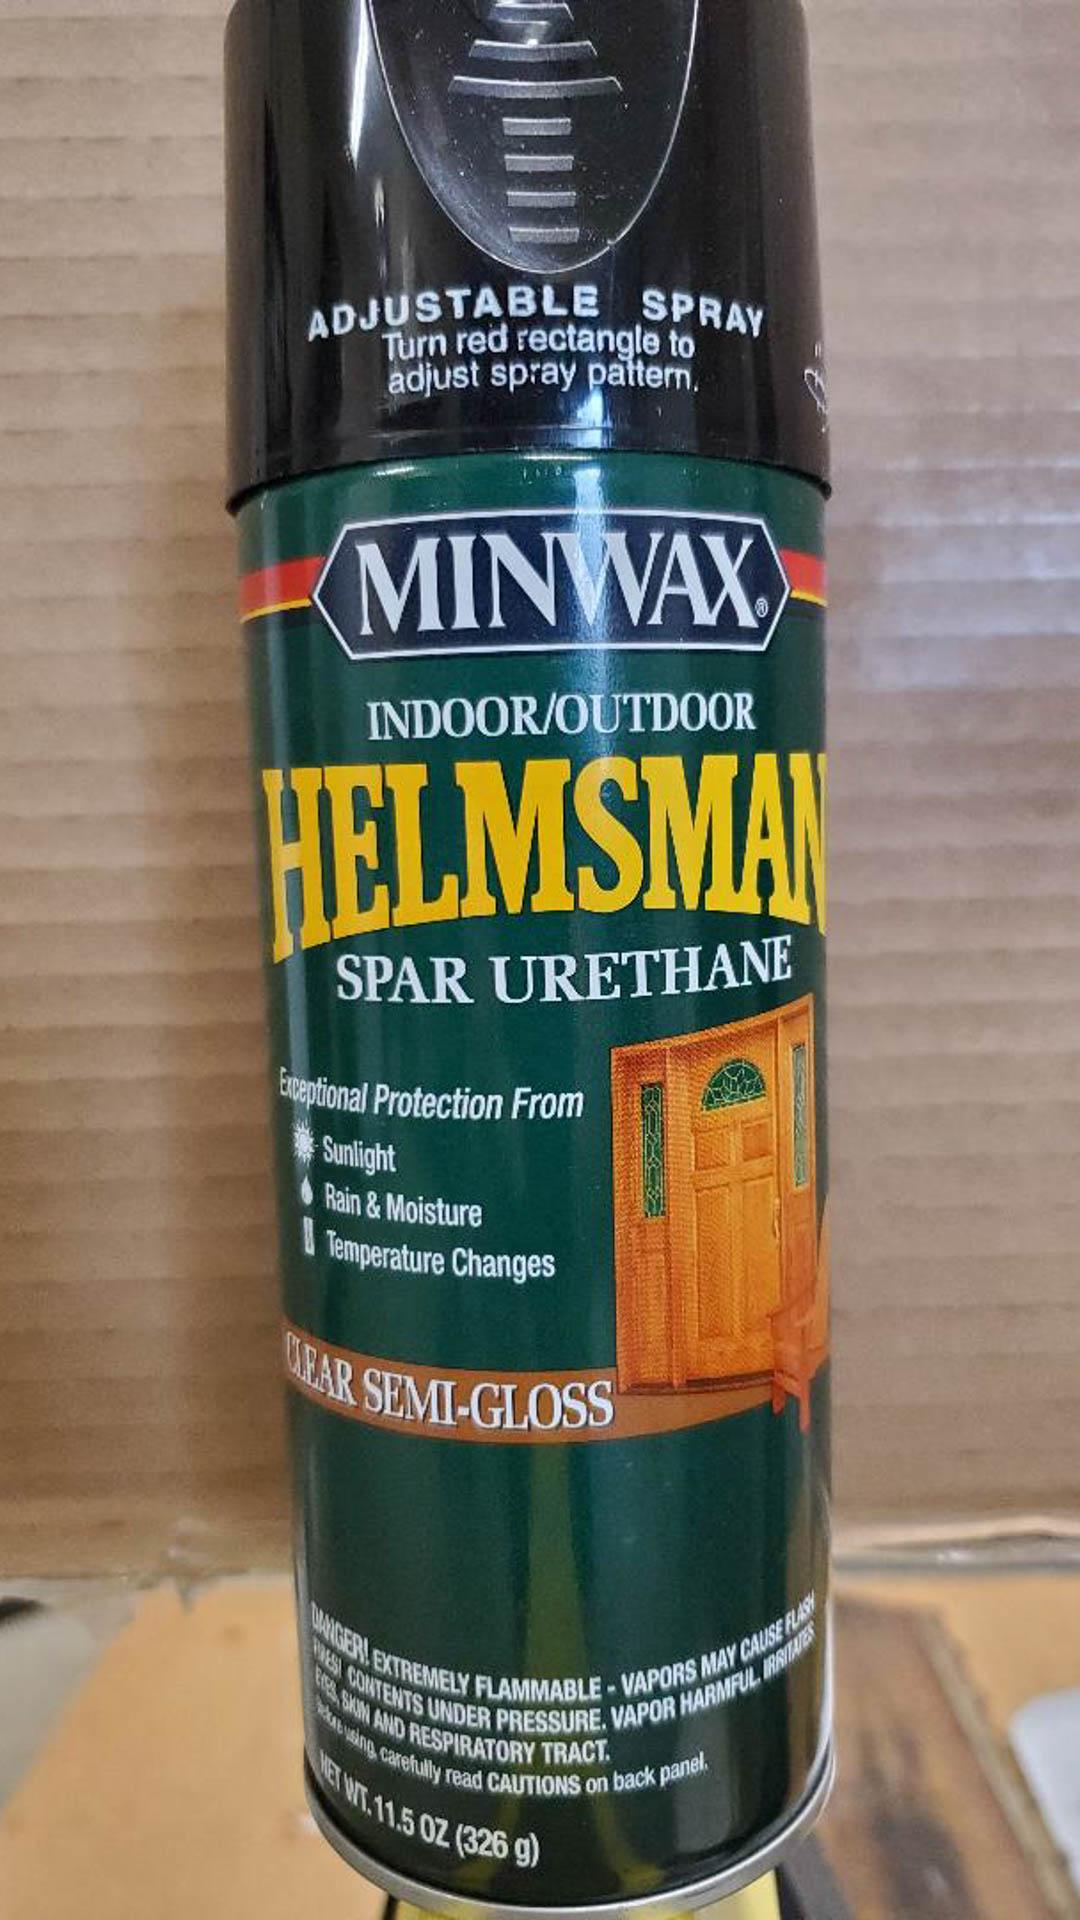 ADJUSTABLE SPRAY
Turn red rectangle to
adjust spray pattern.
MINWAX®
INDOOR/OUTDOOR
HELMSMAN
SPAR URETHANE
Exceptional Protection From
Sunlight
Rain & Moisture
Temperature Changes
CLEAR SEMI-GLOSS
DANGER! EXTREMELY FLAMMABLE - VAPORS MAY CAUSE FLASH
FIRES! CONTENTS UNDER PRESSURE. VAPOR HARMFUL. IRRITATES
EYES, SKIN AND RESPIRATORY TRACT.
Before using, carefully read CAUTIONS on back panel.
NET WT. 11.5 OZ (326 g)